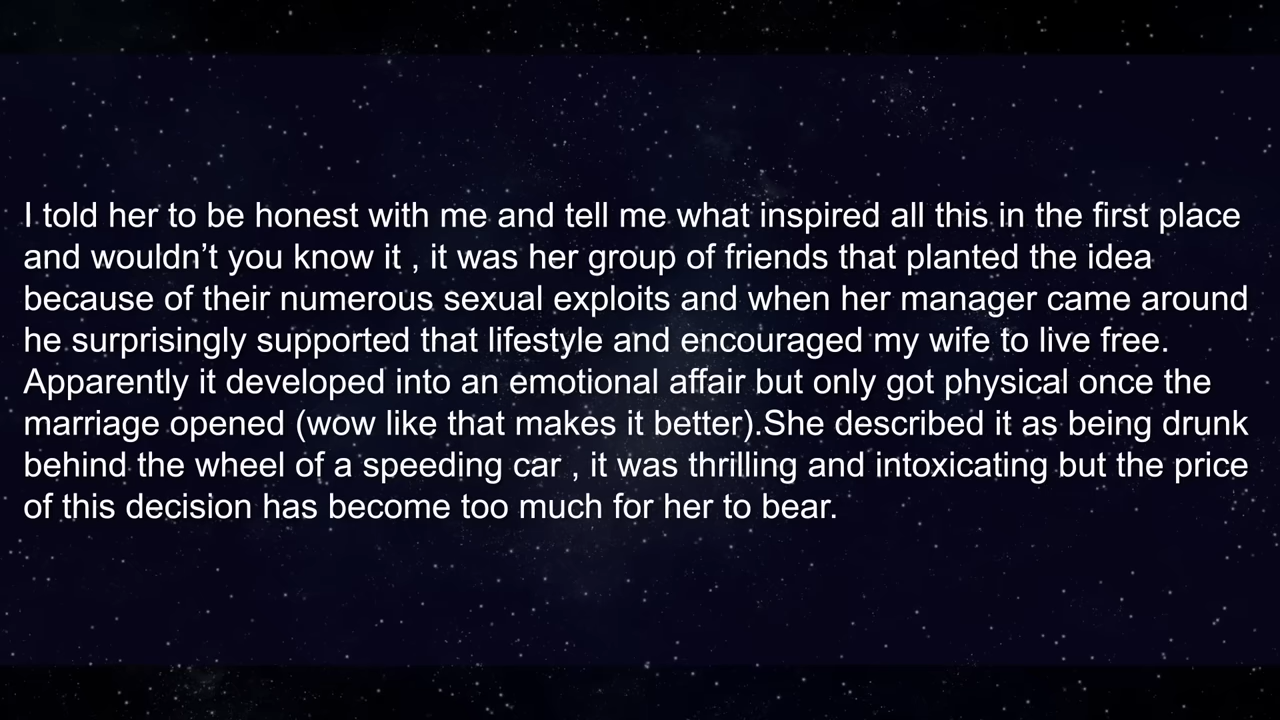 I told her to be honest with me and tell me what inspired all this in the first place
and wouldn’t you know it , it was her group of friends that planted the idea
because of their numerous sexual exploits and when her manager came around
he surprisingly supported that lifestyle and encouraged my wife to live free.
Apparently it developed into an emotional affair but only got physical once the
marriage opened (wow like that makes it better).She described it as being drunk
behind the wheel of a speeding car , it was thrilling and intoxicating but the price
of this decision has become too much for her to bear.